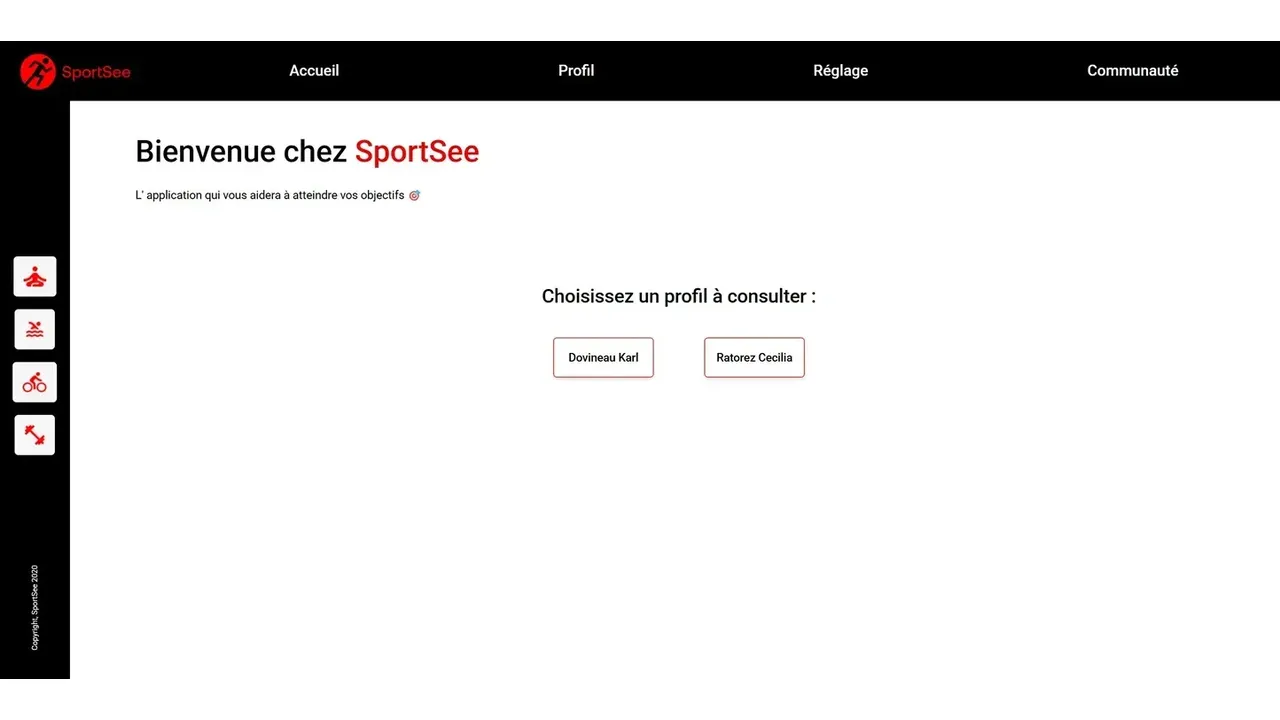 SportSee
Accueil
Profil
Réglage
Communauté
Bienvenue chez SportSee
L' application qui vous aidera à atteindre vos objectifs 🎯
Choisissez un profil à consulter :
Dovineau Karl
Ratorez Cecilia
Copyright, SportSee 2020